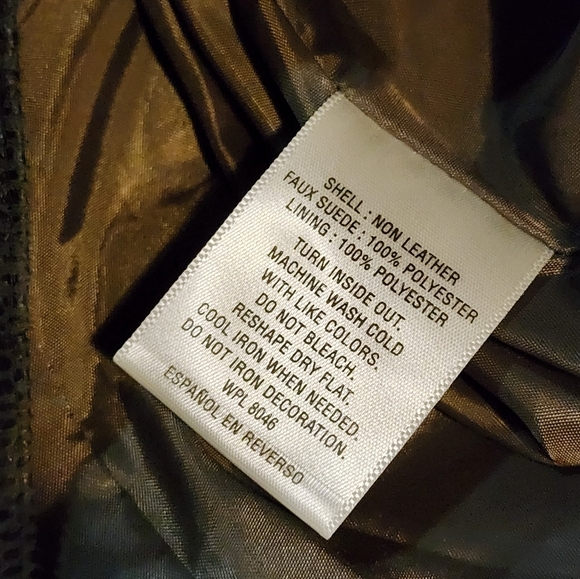 SHELL : NON LEATHER
FAUX SUEDE : 100% POLYESTER
LINING : 100% POLYESTER
TURN INSIDE OUT.
MACHINE WASH COLD
WITH LIKE COLORS.
DO NOT BLEACH.
RESHAPE DRY FLAT.
COOL IRON WHEN NEEDED.
DO NOT IRON DECORATION.
WPL 8046
ESPAÑOL EN REVERSO